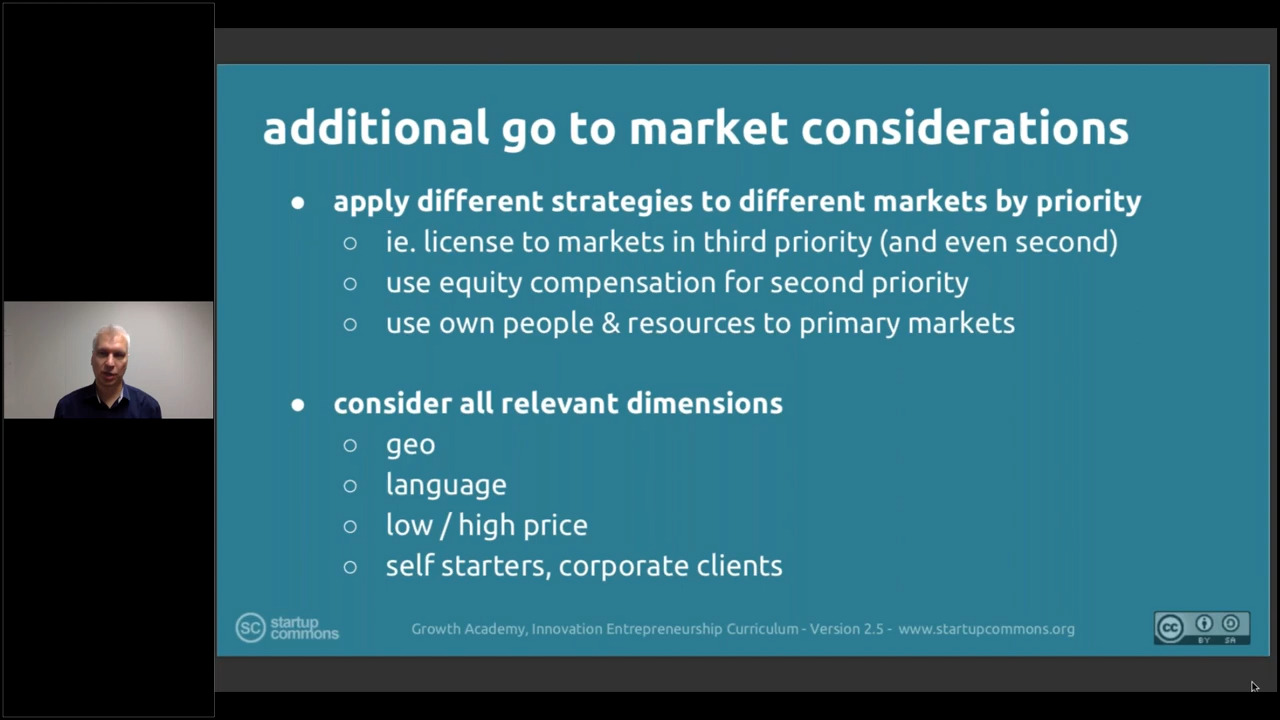 additional go to market considerations
● apply different strategies to different markets by priority
○ ie. license to markets in third priority (and even second)
○ use equity compensation for second priority
○ use own people & resources to primary markets
● consider all relevant dimensions
○ geo
○ language
○ low / high price
○ self starters, corporate clients
SC startup
commons
Growth Academy, Innovation Entrepreneurship Curriculum - Version 2.5 - www.startupcommons.org
cc
BY SA